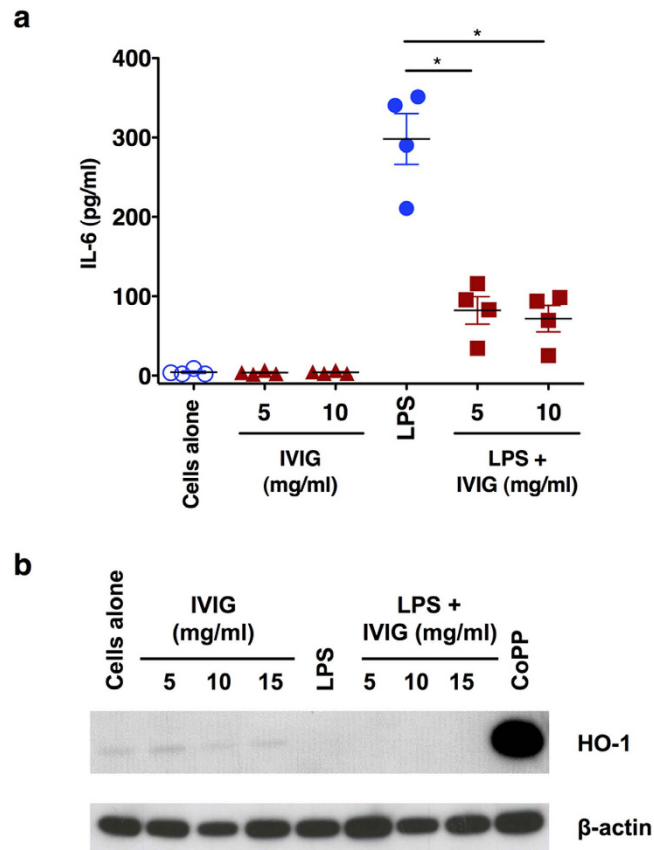 a
* *
400
300
200
100
0
IL-6 (pg/ml)
Cells alone
5 10
IVIG
(mg/ml)
LPS
5 10
LPS +
IVIG (mg/ml)
b
Cells alone
IVIG
(mg/ml)
5 10 15
LPS
LPS +
IVIG (mg/ml)
5 10 15
CoPP
HO-1
β-actin